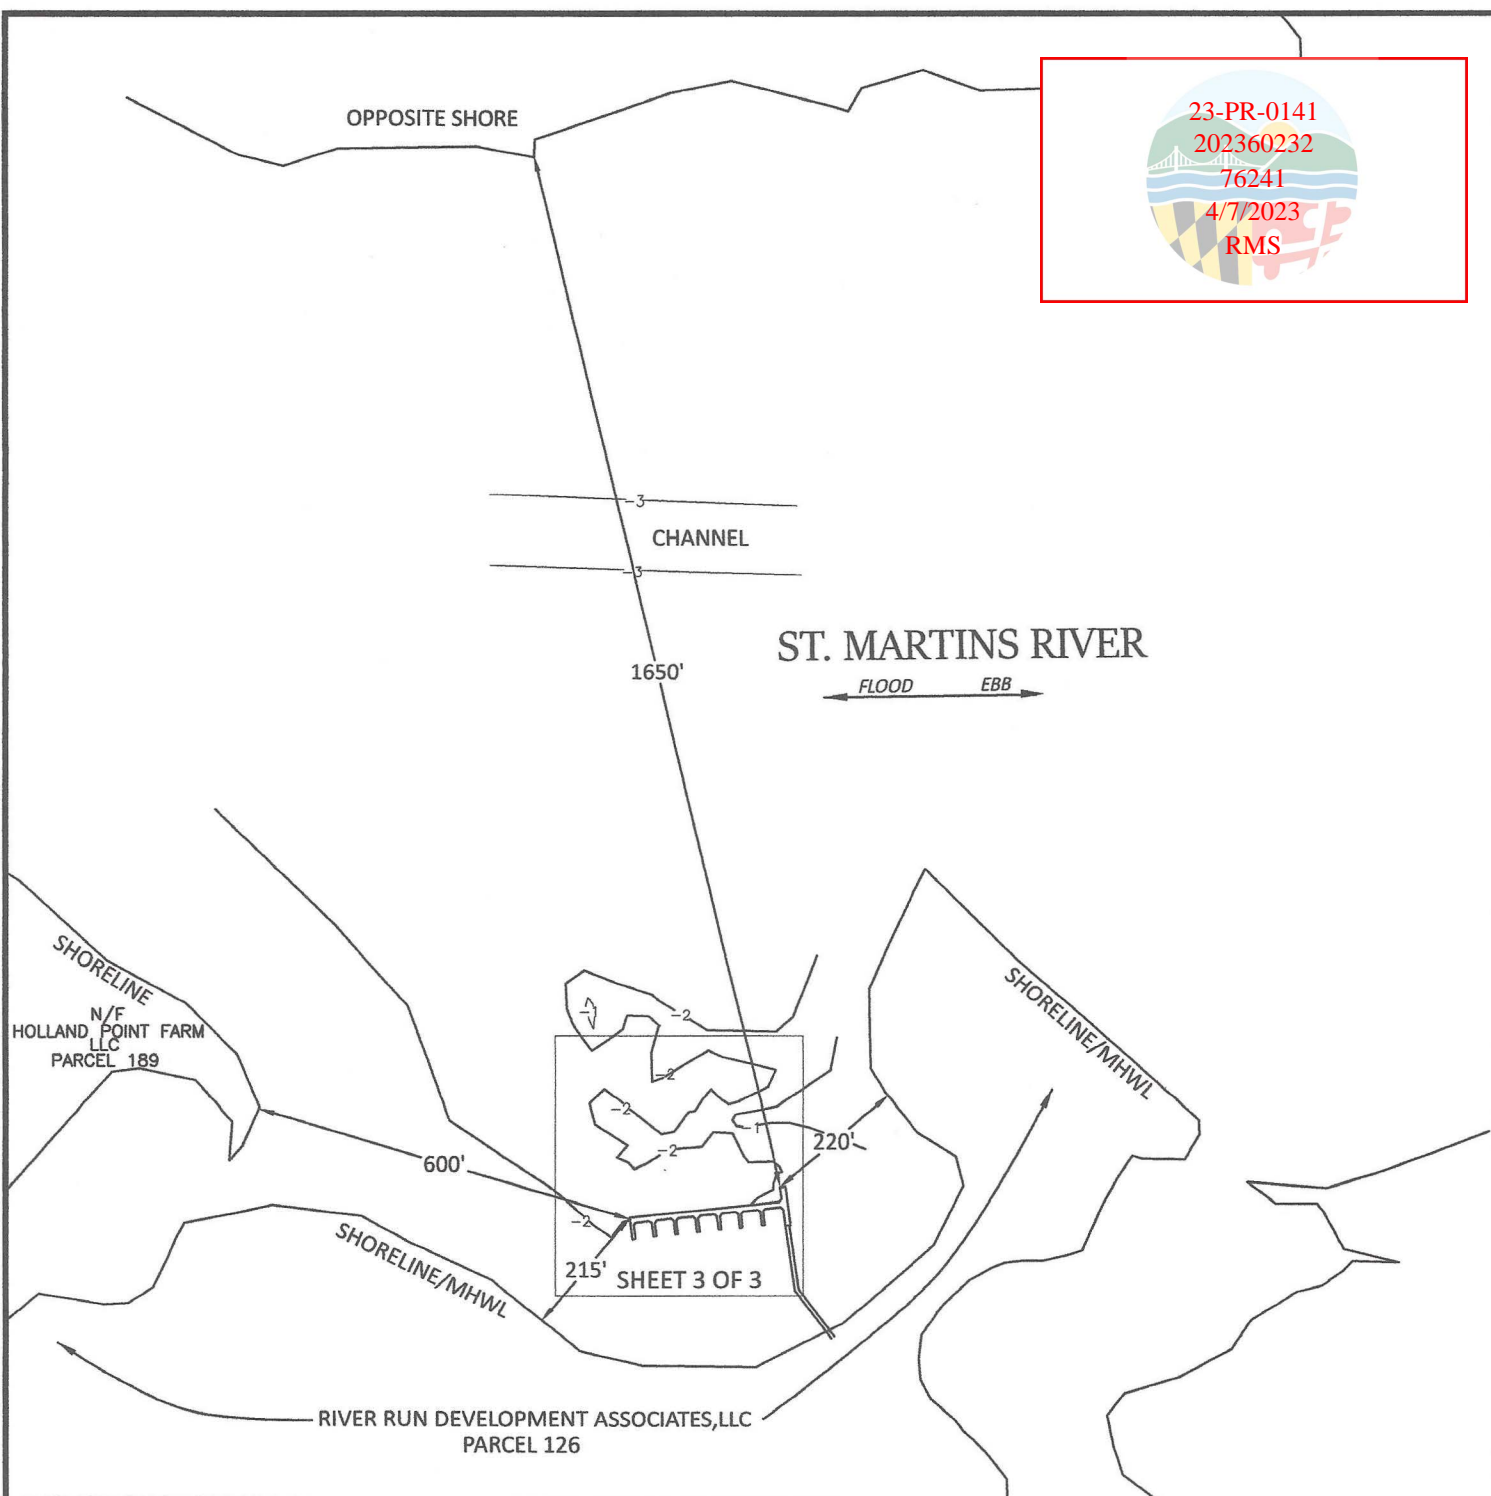 OPPOSITE SHORE
23-PR-0141
202360232
76241
4/7/2023
RMS
-3
CHANNEL
-3
ST. MARTINS RIVER
1650'
FLOOD EBB
SHORELINE
N/F
HOLLAND POINT FARM
LLC
PARCEL 189
SHORELINE/MHWL
-1
-2
-2
-2
-1
-2
220'
600'
-2
SHORELINE/MHWL
215'
SHEET 3 OF 3
RIVER RUN DEVELOPMENT ASSOCIATES,LLC
PARCEL 126